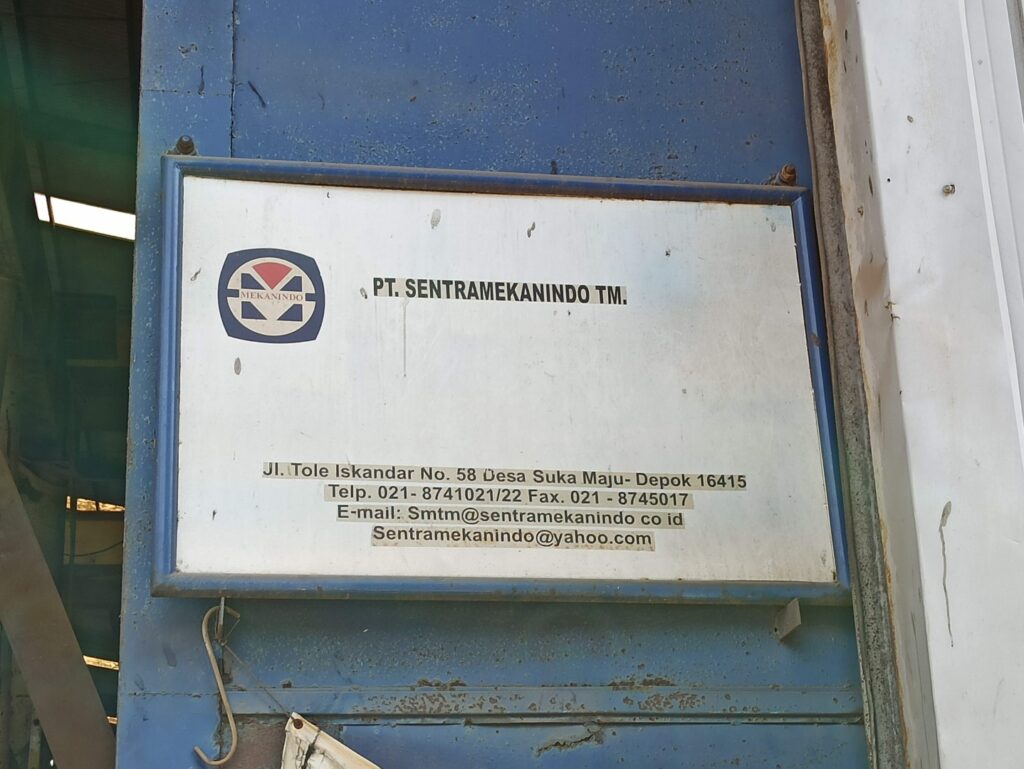 MEKANINDO
PT. SENTRAMEKANINDO TM.
Jl. Tole Iskandar No. 58 Desa Suka Maju- Depok 16415
Telp. 021- 8741021/22 Fax. 021 - 8745017
E-mail: Smtm@sentramekanindo co id
Sentramekanindo@yahoo.com